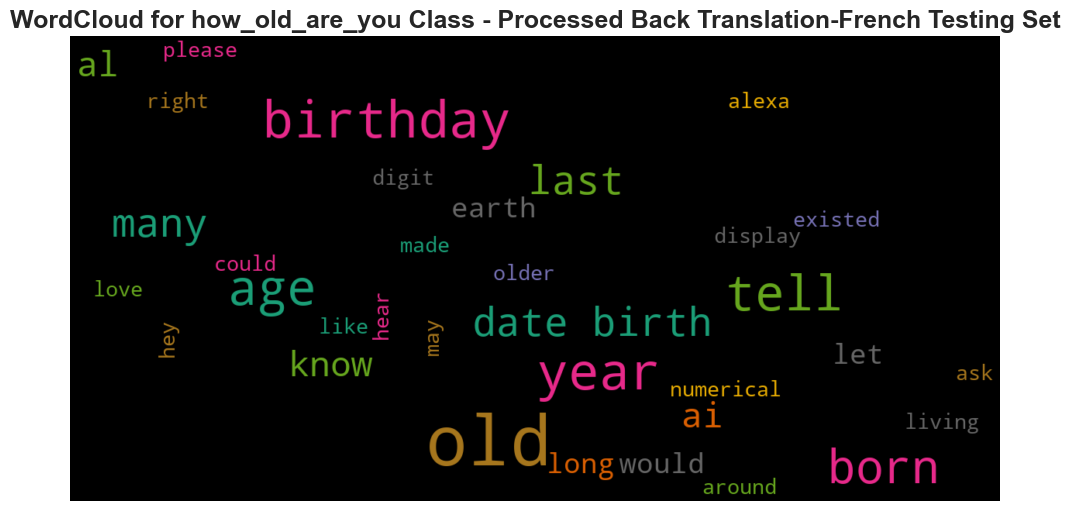 WordCloud for how_old_are_you Class - Processed Back Translation-French Testing Set
please
al
right
birthday
alexa
digit
last
earth
many
existed
display
made
could
older
love
age
tell
hear
like
hey
may
date birth
know
let
year
ask
numerical
ai
living
old
long
would
born
around